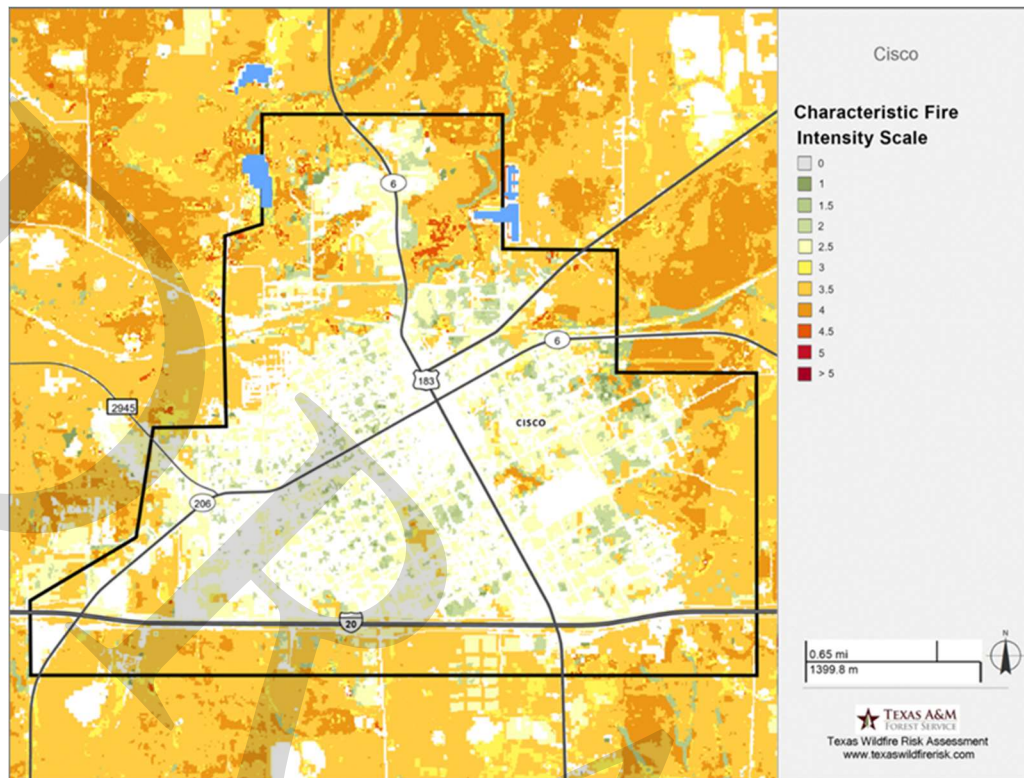 Cisco
Characteristic Fire
Intensity Scale
0
1
1.5
2
2.5
3
3.5
4
4.5
5
> 5
6
6
183
CISCO
2945
206
20
0.65 mi
1399.8 m
N
TEXAS A&M
FOREST SERVICE
Texas Wildfire Risk Assessment
www.texaswildfirerisk.com